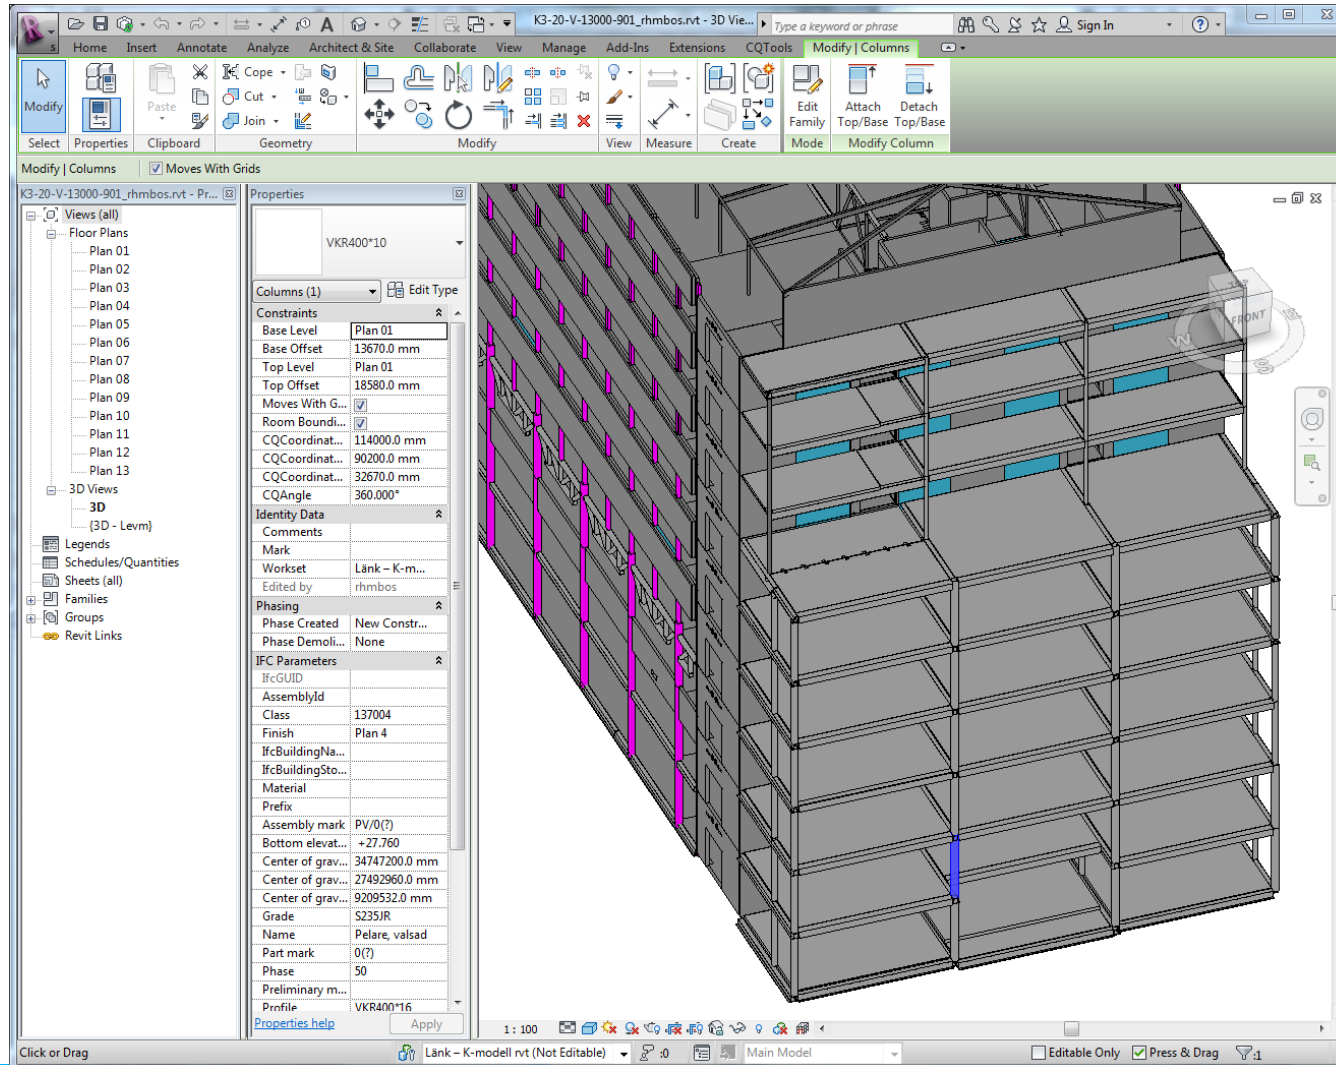 K3-20-V-13000-901_rhmbos.rvt - 3D Vie...
Type a keyword or phrase
Sign In
Home Insert Annotate Analyze Architect & Site Collaborate View Manage Add-Ins Extensions CQTools Modify | Columns
Modify
Paste
Cope
Cut
Join
Edit Family
Attach Top/Base
Detach Top/Base
Select Properties Clipboard Geometry Modify View Measure Create Mode Modify Column
Modify | Columns Moves With Grids
K3-20-V-13000-901_rhmbos.rvt - Pr...
Views (all)
Floor Plans
Plan 01
Plan 02
Plan 03
Plan 04
Plan 05
Plan 06
Plan 07
Plan 08
Plan 09
Plan 10
Plan 11
Plan 12
Plan 13
3D Views
3D
{3D - Levm}
Legends
Schedules/Quantities
Sheets (all)
Families
Groups
Revit Links
Properties
VKR400*10
Columns (1) Edit Type
Constraints
Base Level Plan 01
Base Offset 13670.0 mm
Top Level Plan 01
Top Offset 18580.0 mm
Moves With G...
Room Boundi...
CQCoordinat... 114000.0 mm
CQCoordinat... 90200.0 mm
CQCoordinat... 32670.0 mm
CQAngle 360.000°
Identity Data
Comments
Mark
Workset Länk – K-m...
Edited by rhmbos
Phasing
Phase Created New Constr...
Phase Demoli... None
IFC Parameters
IfcGUID
AssemblyId
Class 137004
Finish Plan 4
IfcBuildingNa...
IfcBuildingSto...
Material
Prefix
Assembly mark PV/0(?)
Bottom elevat... +27.760
Center of grav... 34747200.0 mm
Center of grav... 27492960.0 mm
Center of grav... 9209532.0 mm
Grade S235JR
Name Pelare, valsad
Part mark 0(?)
Phase 50
Preliminary m...
Profile VKR400*16
Properties help Apply
FRONT
W
S
1 : 100
Click or Drag
Länk – K-modell rvt (Not Editable)
:0
Main Model
Editable Only
Press & Drag
:1